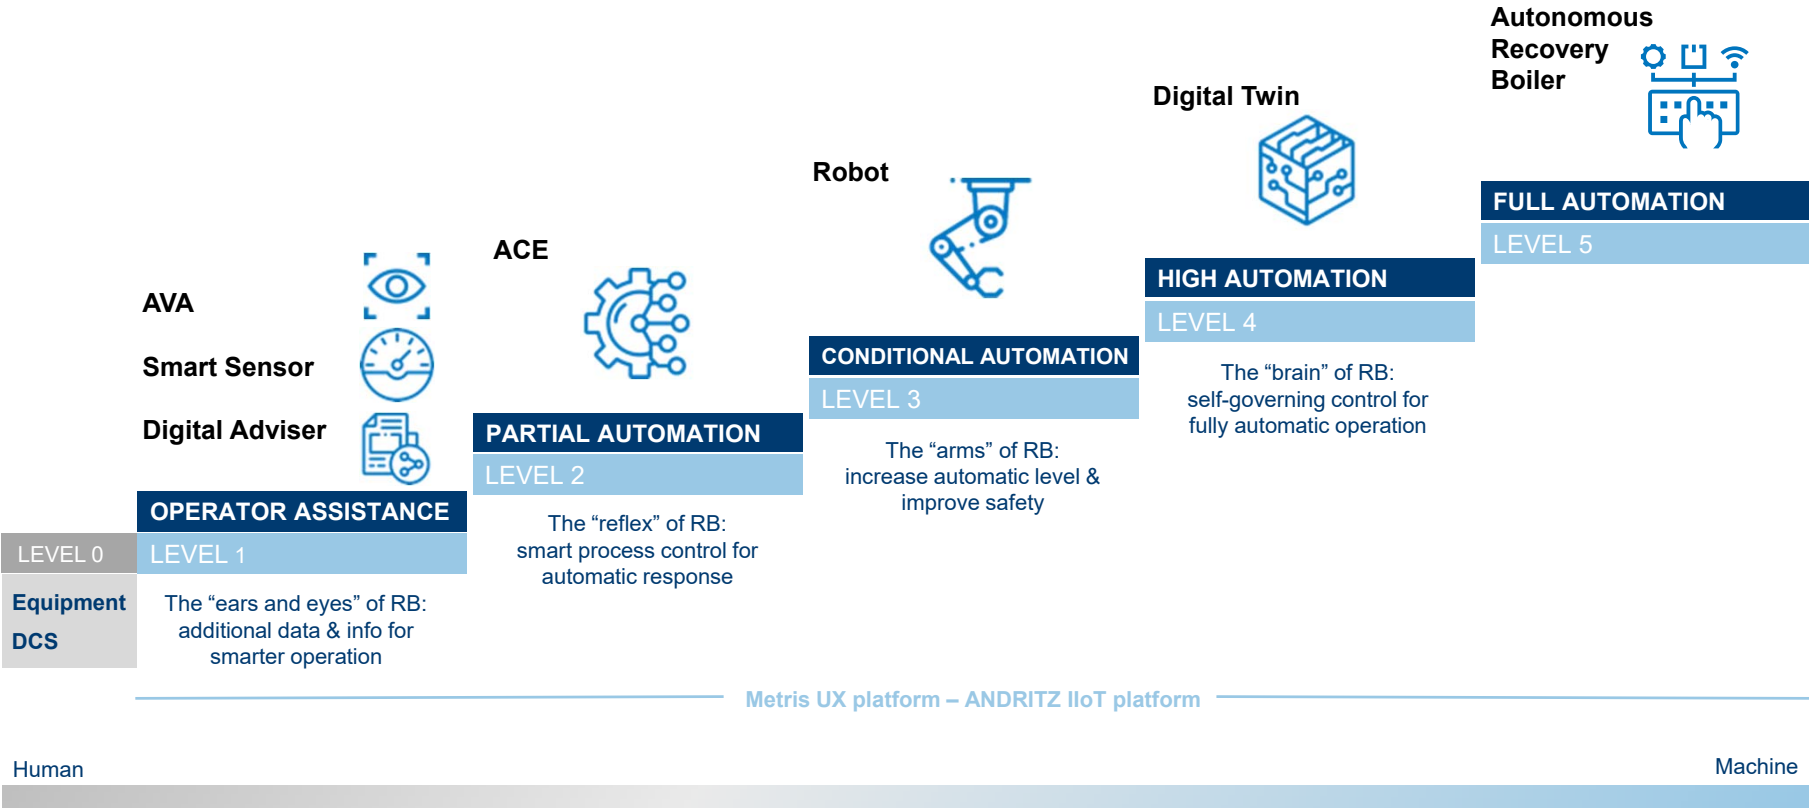 Autonomous
Recovery
Boiler
Digital Twin
Robot
FULL AUTOMATION
LEVEL 5
ACE
HIGH AUTOMATION
LEVEL 4
AVA
Smart Sensor
Digital Adviser
CONDITIONAL AUTOMATION
LEVEL 3
The “brain” of RB:
self-governing control for
fully automatic operation
PARTIAL AUTOMATION
LEVEL 2
The “arms” of RB:
increase automatic level &
improve safety
OPERATOR ASSISTANCE
LEVEL 1
The “reflex” of RB:
smart process control for
automatic response
LEVEL 0
Equipment
DCS
The “ears and eyes” of RB:
additional data & info for
smarter operation
Metris UX platform – ANDRITZ IIoT platform
Human
Machine